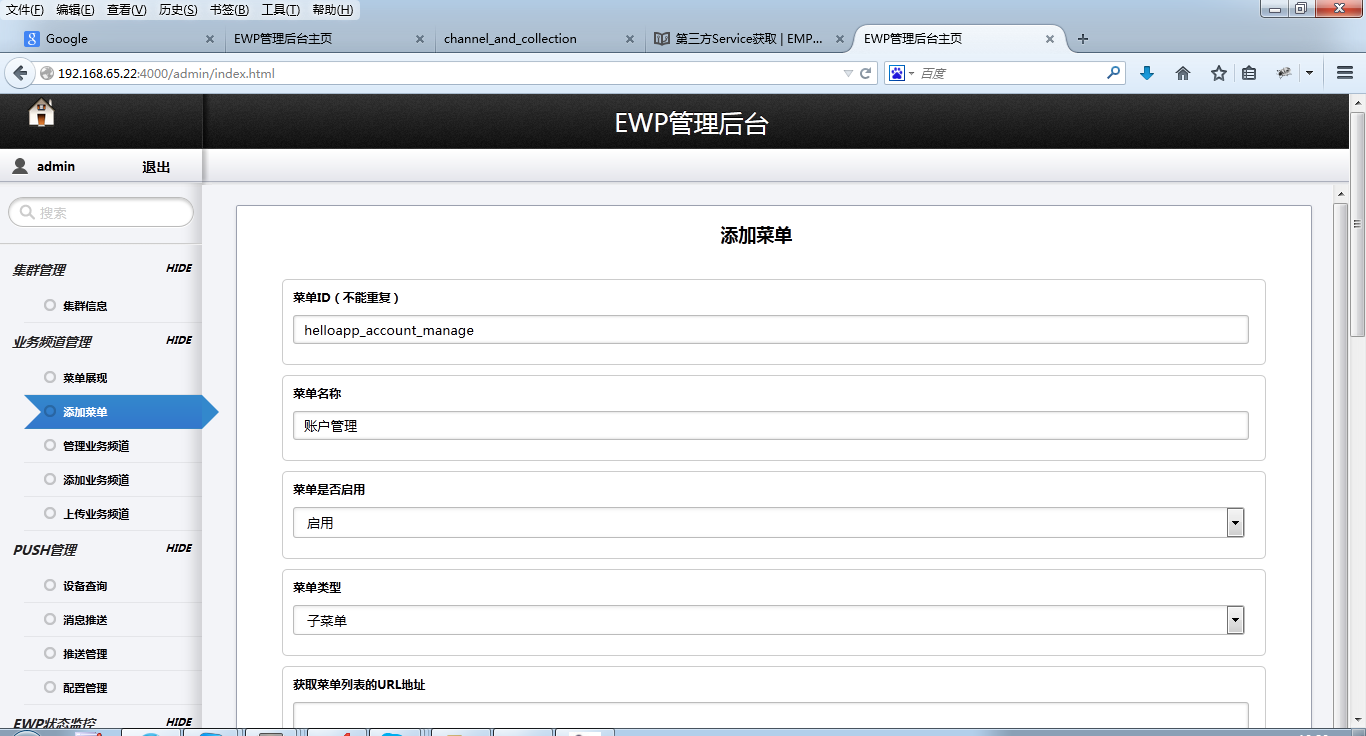 文件(F) 编辑(E) 查看(V) 历史(S) 书签(B) 工具(T) 帮助(H)
Google EWP管理后台主页 channel_and_collection 第三方Service获取 | EMP... EWP管理后台主页
192.168.65.22:4000/admin/index.html 百度
EWP管理后台
admin 退出
搜索
集群管理 HIDE
集群信息
业务频道管理 HIDE
菜单展现
添加菜单
管理业务频道
添加业务频道
上传业务频道
PUSH管理 HIDE
设备查询
消息推送
推送管理
配置管理
EWP状态监控 HIDE
添加菜单
菜单ID（不能重复）
helloapp_account_manage
菜单名称
账户管理
菜单是否启用
启用
菜单类型
子菜单
获取菜单列表的URL地址